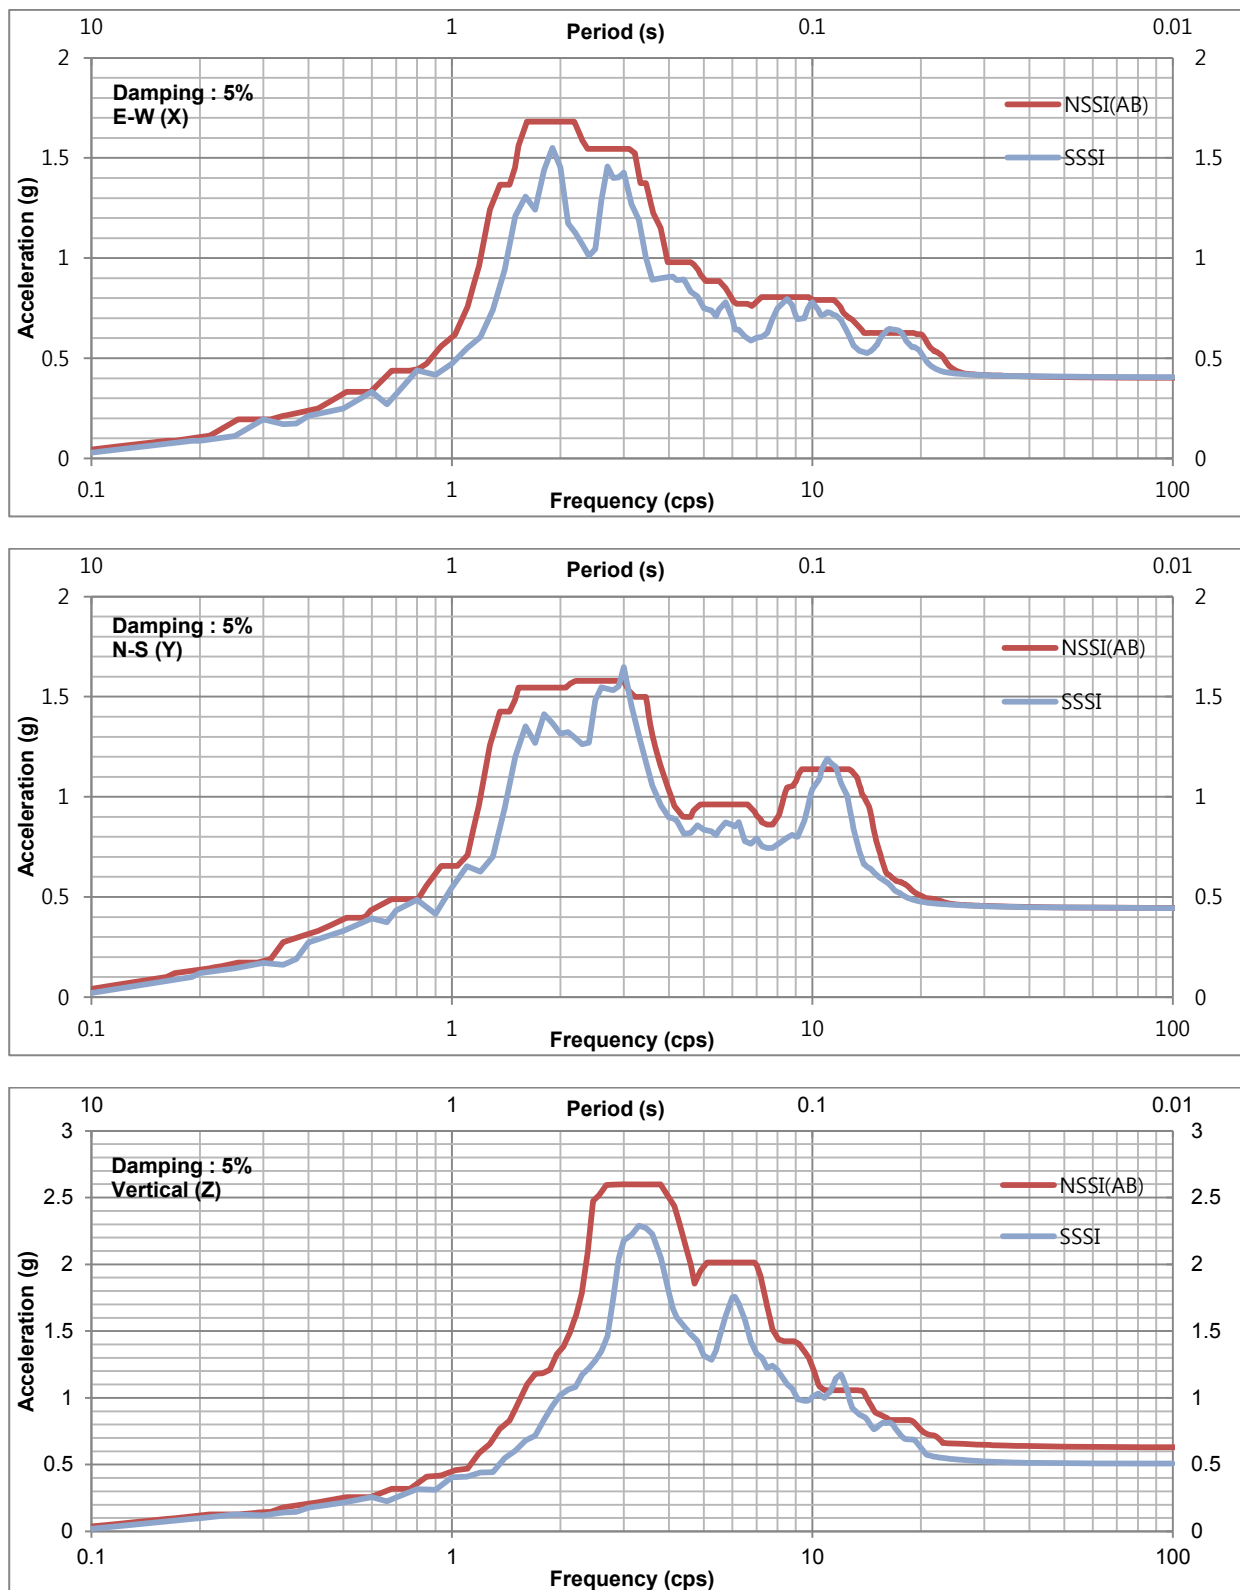 10 1 Period (s) 0.1 0.01
2 2
Damping : 5%
E-W (X)
NSSI(AB)
1.5 SSSI 1.5
Acceleration (g)
1 1
0.5 0.5
0 0
0.1 1 Frequency (cps) 10 100
10 1 Period (s) 0.1 0.01
2 2
Damping : 5%
N-S (Y)
NSSI(AB)
1.5 SSSI 1.5
Acceleration (g)
1 1
0.5 0.5
0 0
0.1 1 Frequency (cps) 10 100
10 1 Period (s) 0.1 0.01
3 3
Damping : 5%
Vertical (Z)
NSSI(AB)
2.5 2.5
SSSI
2 2
Acceleration (g)
1.5 1.5
1 1
0.5 0.5
0 0
0.1 1 Frequency (cps) 10 100